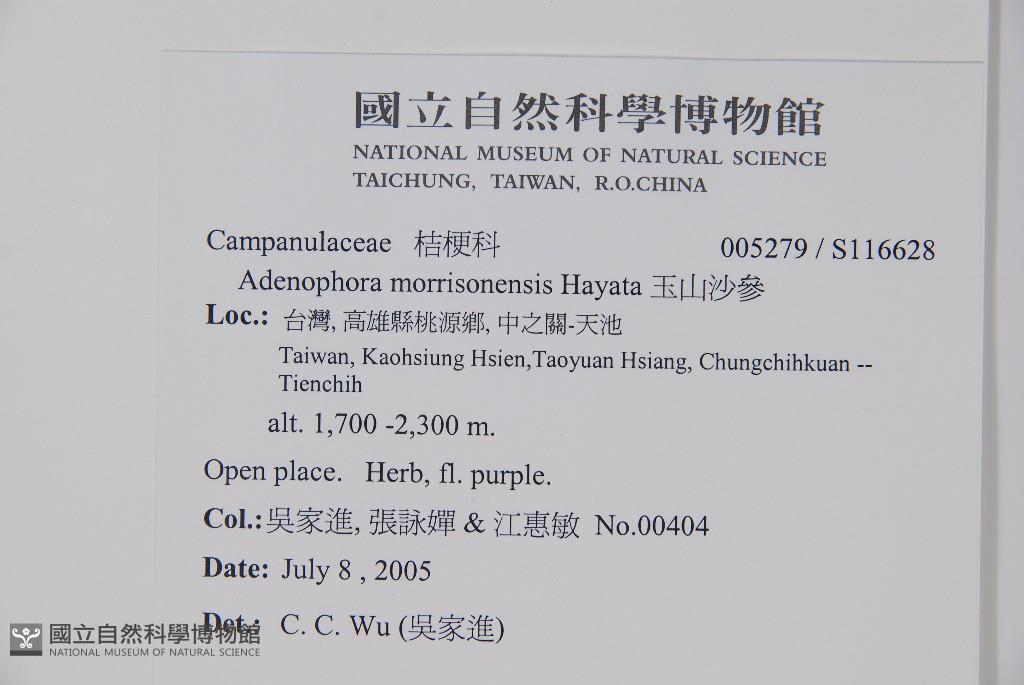 國立自然科學博物館
NATIONAL MUSEUM OF NATURAL SCIENCE
TAICHUNG, TAIWAN, R.O.CHINA
Campanulaceae 桔梗科 005279 / S116628
Adenophora morrisonensis Hayata 玉山沙參
Loc.: 台灣, 高雄縣桃源鄉, 中之關-天池
Taiwan, Kaohsiung Hsien,Taoyuan Hsiang, Chungchihkuan --
Tienchih
alt. 1,700 -2,300 m.
Open place. Herb, fl. purple.
Col.: 吳家進, 張詠嬋 & 江惠敏 No.00404
Date: July 8 , 2005
Det.: C. C. Wu (吳家進)
國立自然科學博物館
NATIONAL MUSEUM OF NATURAL SCIENCE